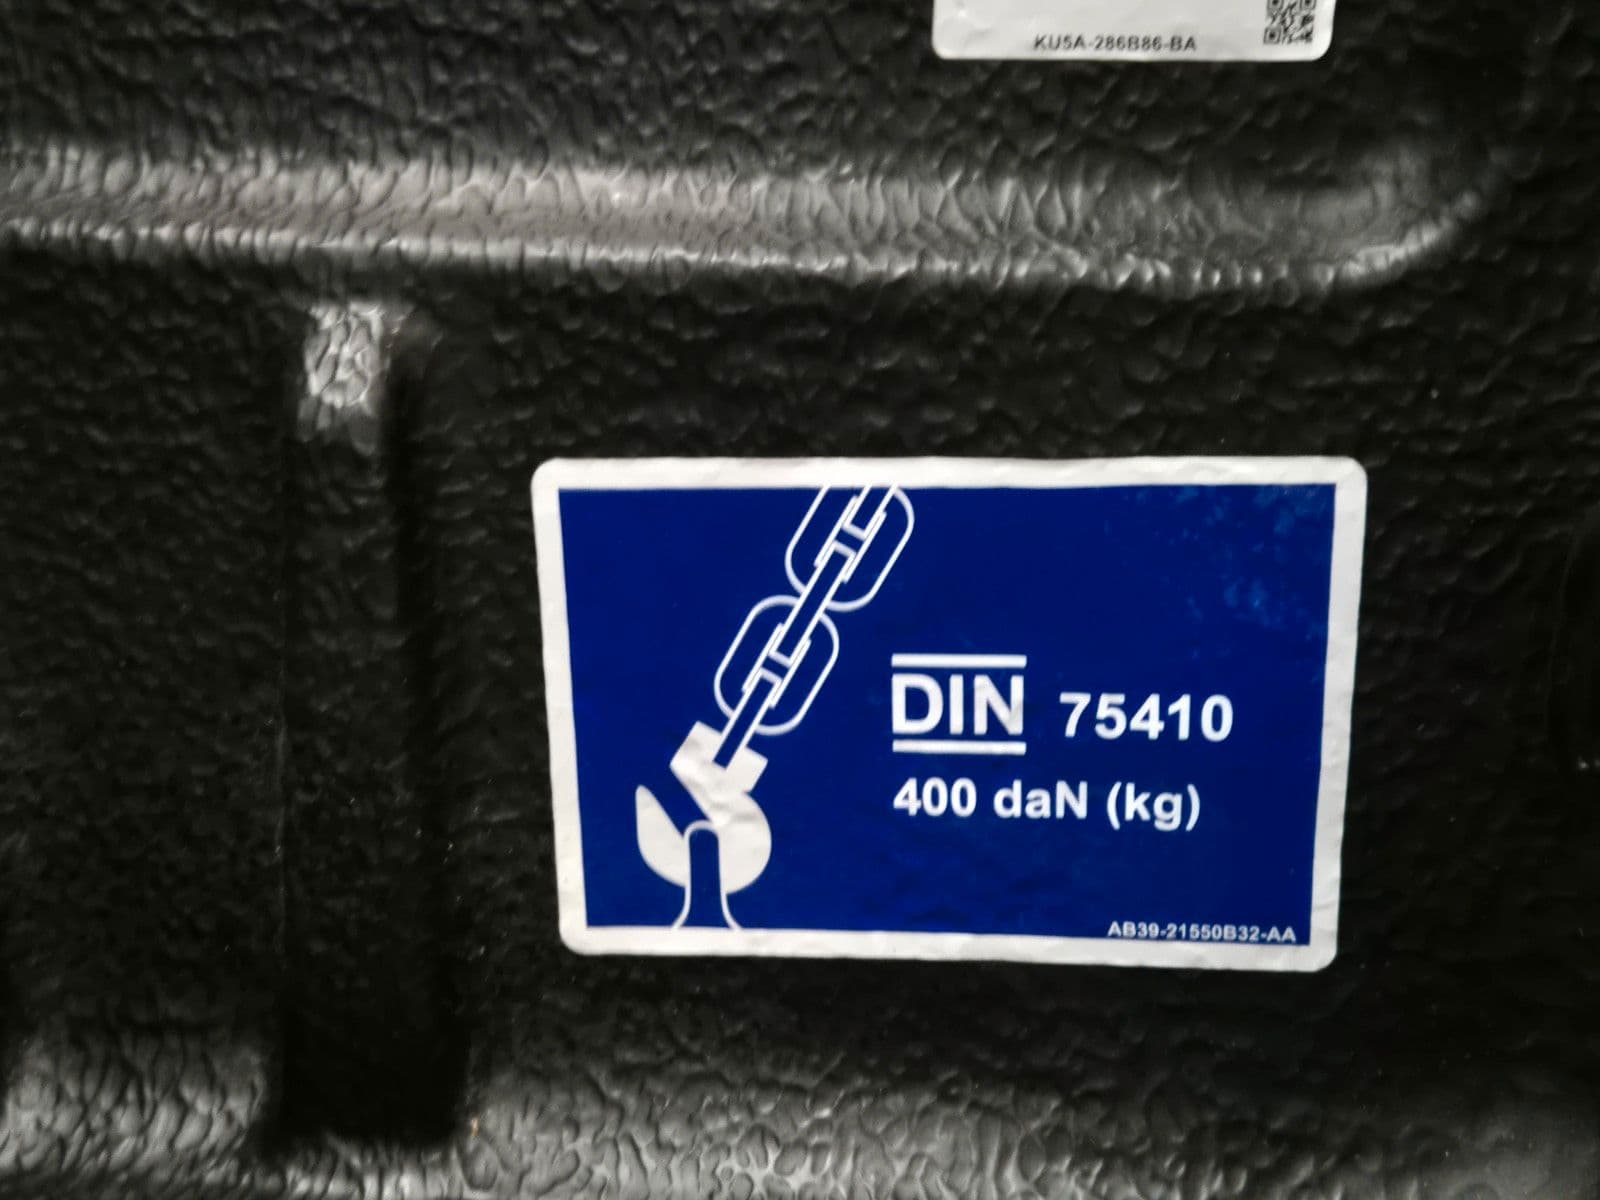 KU5A-286B86-BA
DIN 75410
400 daN (kg)
AB39-21550B32-AA